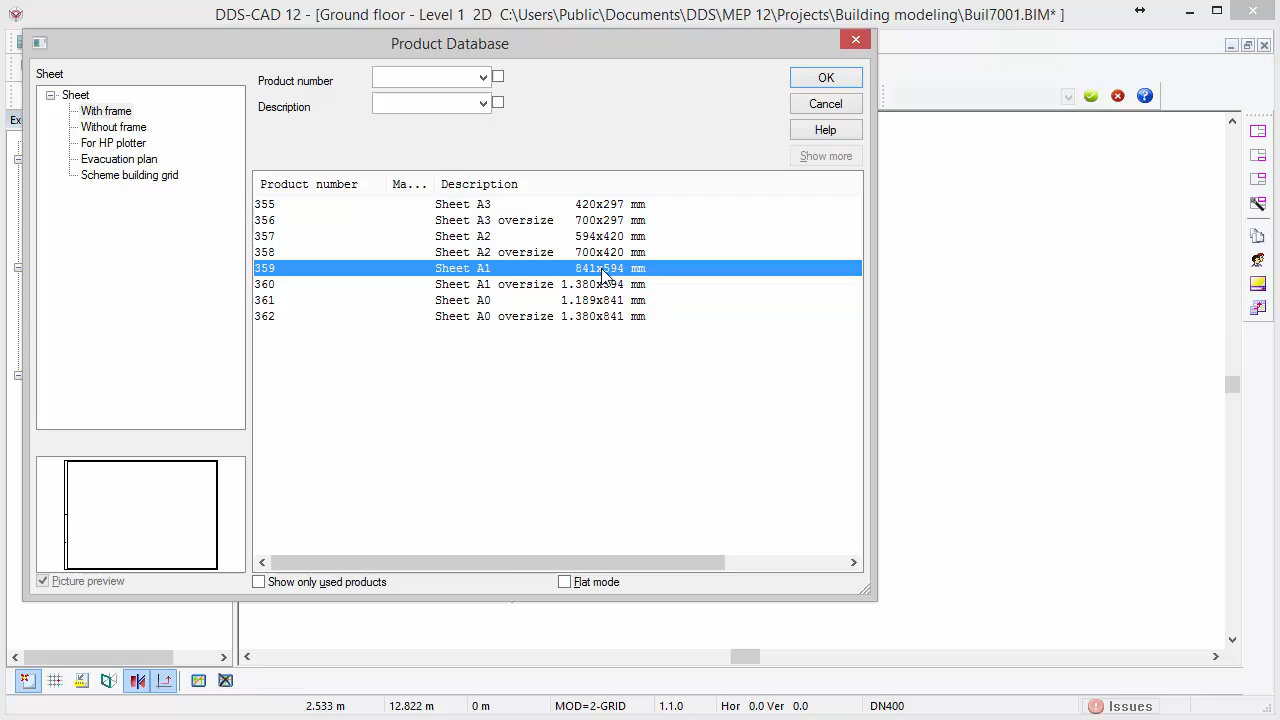 DDS-CAD 12 - [Ground floor - Level 1  2D  C:\Users\Public\Documents\DDS\MEP 12\Projects\Building modeling\Buil7001.BIM* ]
Product Database
Sheet
Product number
OK
Sheet
With frame
Description
Cancel
Ex
Without frame
Help
For HP plotter
Evacuation plan
Show more
Scheme building grid
Product number Ma... Description
355 Sheet A3 420x297 mm
356 Sheet A3 oversize 700x297 mm
357 Sheet A2 594x420 mm
358 Sheet A2 oversize 700x420 mm
359 Sheet A1 841x594 mm
360 Sheet A1 oversize 1.380x594 mm
361 Sheet A0 1.189x841 mm
362 Sheet A0 oversize 1.380x841 mm
Picture preview
Show only used products
Flat mode
2.533 m 12.822 m 0 m MOD=2-GRID 1.1.0 Hor 0.0 Ver 0.0 DN400 Issues